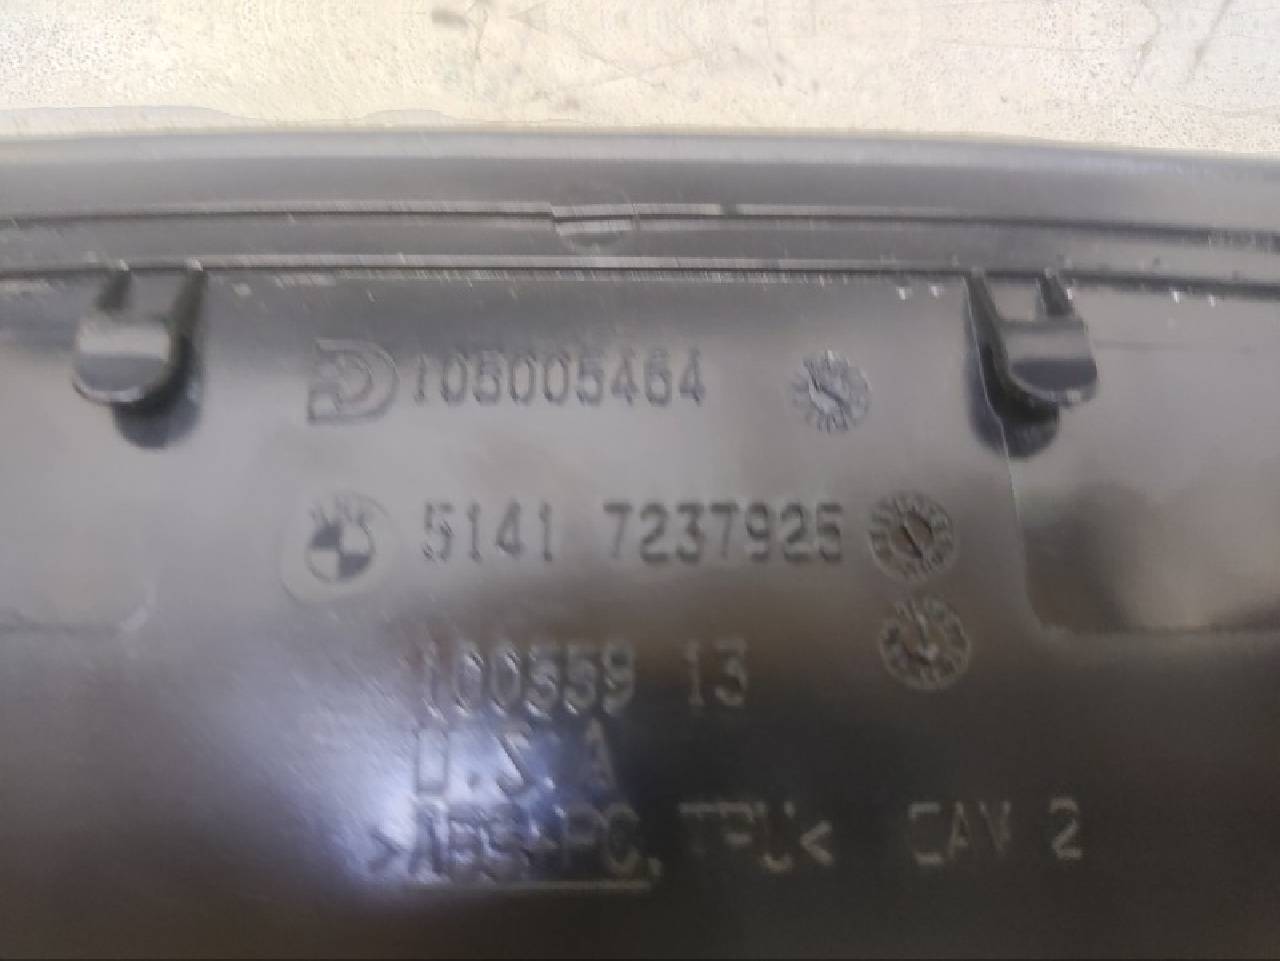 105005464
5141 7237925
100559 13
U.S.A
>ABS+PC,TPU< CAV 2